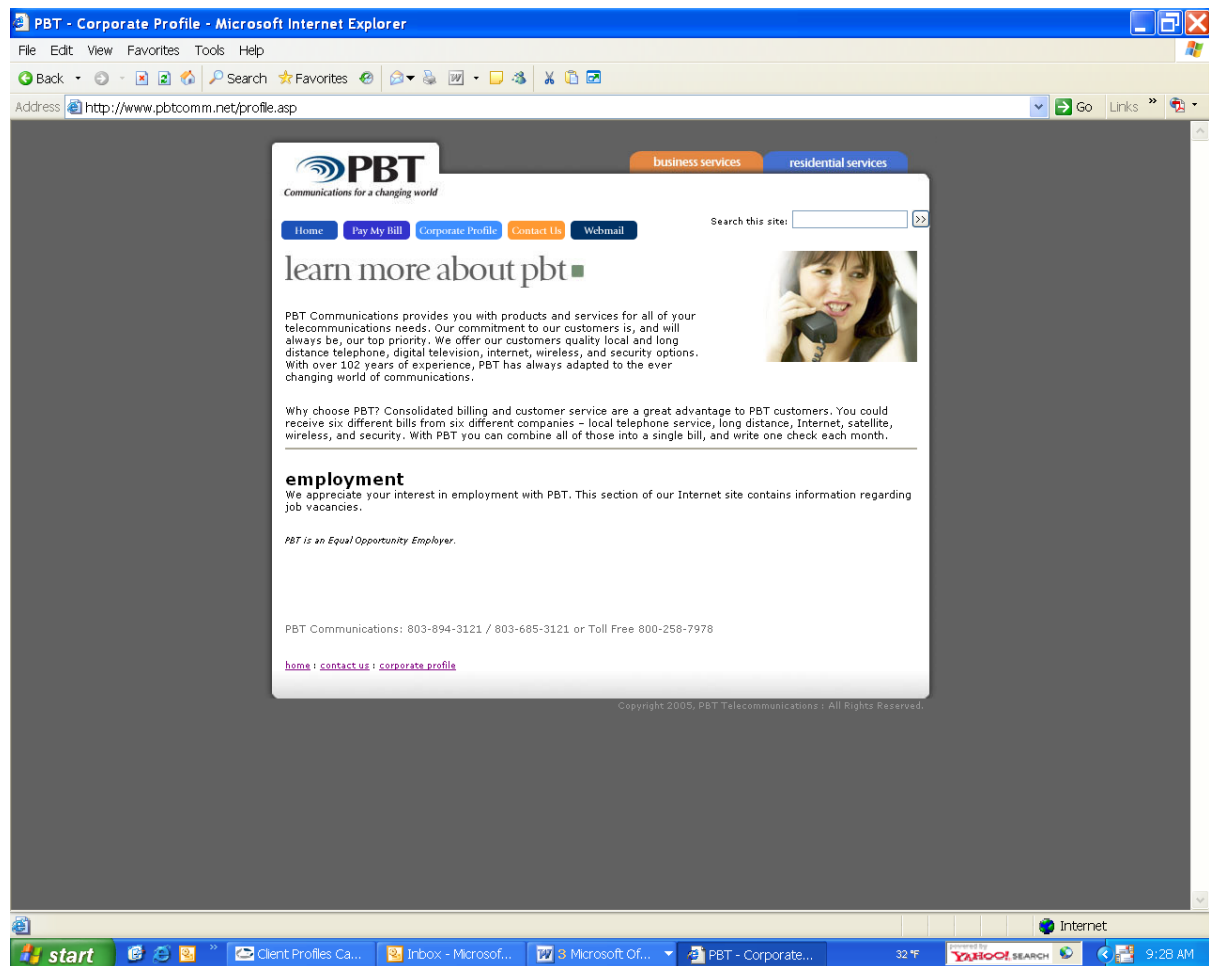 PBT - Corporate Profile - Microsoft Internet Explorer
File Edit View Favorites Tools Help
Back Search Favorites
Address http://www.pbtcomm.net/profile.asp Go Links »
PBT
Communications for a changing world
business services residential services
Search this site: >>
Home Pay My Bill Corporate Profile Contact Us Webmail
learn more about pbt
PBT Communications provides you with products and services for all of your
telecommunications needs. Our commitment to our customers is, and will
always be, our top priority. We offer our customers quality local and long
distance telephone, digital television, internet, wireless, and security options.
With over 102 years of experience, PBT has always adapted to the ever
changing world of communications.
Why choose PBT? Consolidated billing and customer service are a great advantage to PBT customers. You could
receive six different bills from six different companies – local telephone service, long distance, Internet, satellite,
wireless, and security. With PBT you can combine all of those into a single bill, and write one check each month.
employment
We appreciate your interest in employment with PBT. This section of our Internet site contains information regarding
job vacancies.
PBT is an Equal Opportunity Employer.
PBT Communications: 803-894-3121 / 803-685-3121 or Toll Free 800-258-7978
home : contact us : corporate profile
Copyright 2005, PBT Telecommunications : All Rights Reserved.
Internet
start » Client Profiles Ca... Inbox - Microsof... 3 Microsoft Of... PBT - Corporate... 32 °F powered by YAHOO! SEARCH 9:28 AM